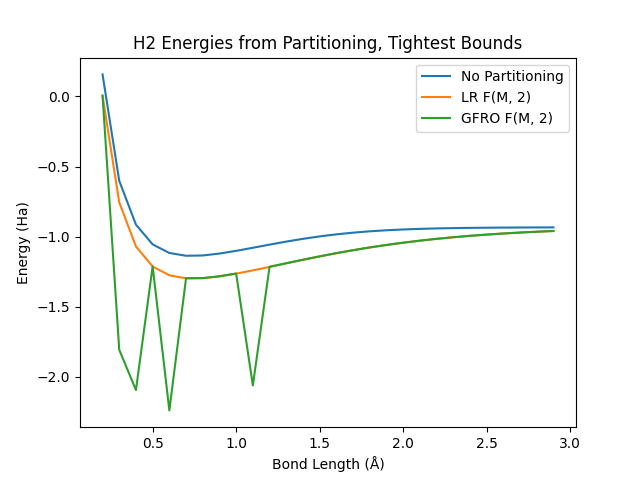 H2 Energies from Partitioning, Tightest Bounds
No Partitioning
LR F(M, 2)
GFRO F(M, 2)
Energy (Ha)
0.0
−0.5
−1.0
−1.5
−2.0
0.5
1.0
1.5
2.0
2.5
3.0
Bond Length (Å)